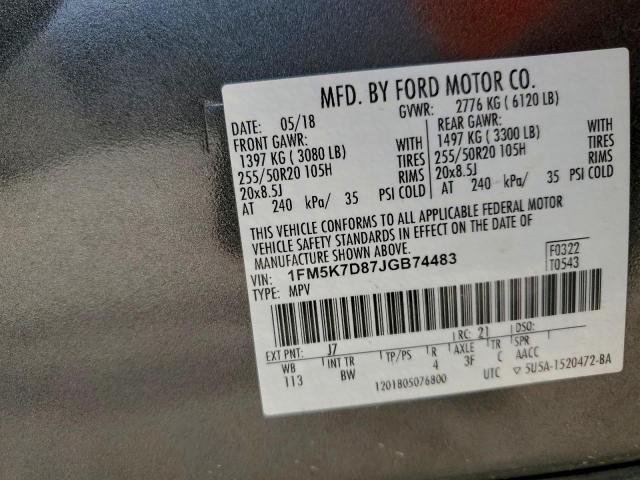 MFD. BY FORD MOTOR CO.
DATE: 05/18 GVWR: 2776 KG ( 6120 LB)
FRONT GAWR: REAR GAWR:
1397 KG ( 3080 LB) WITH 1497 KG ( 3300 LB) WITH
255/50R20 105H TIRES 255/50R20 105H TIRES
20x8.5J RIMS 20x8.5J RIMS
AT 240 kPa/ 35 PSI COLD AT 240 kPa/ 35 PSI COLD
THIS VEHICLE CONFORMS TO ALL APPLICABLE FEDERAL MOTOR
VEHICLE SAFETY STANDARDS IN EFFECT ON THE DATE OF
MANUFACTURE SHOWN ABOVE.
VIN: 1FM5K7D87JGB74483 F0322
TYPE: MPV T0543
EXT PNT: J7 RC: 21 DSO:
WB INT TR TP/PS R AXLE TR SPR
113 BW 4 3F C AACC
1201805076800 UTC ▽ 5U5A-1520472-BA